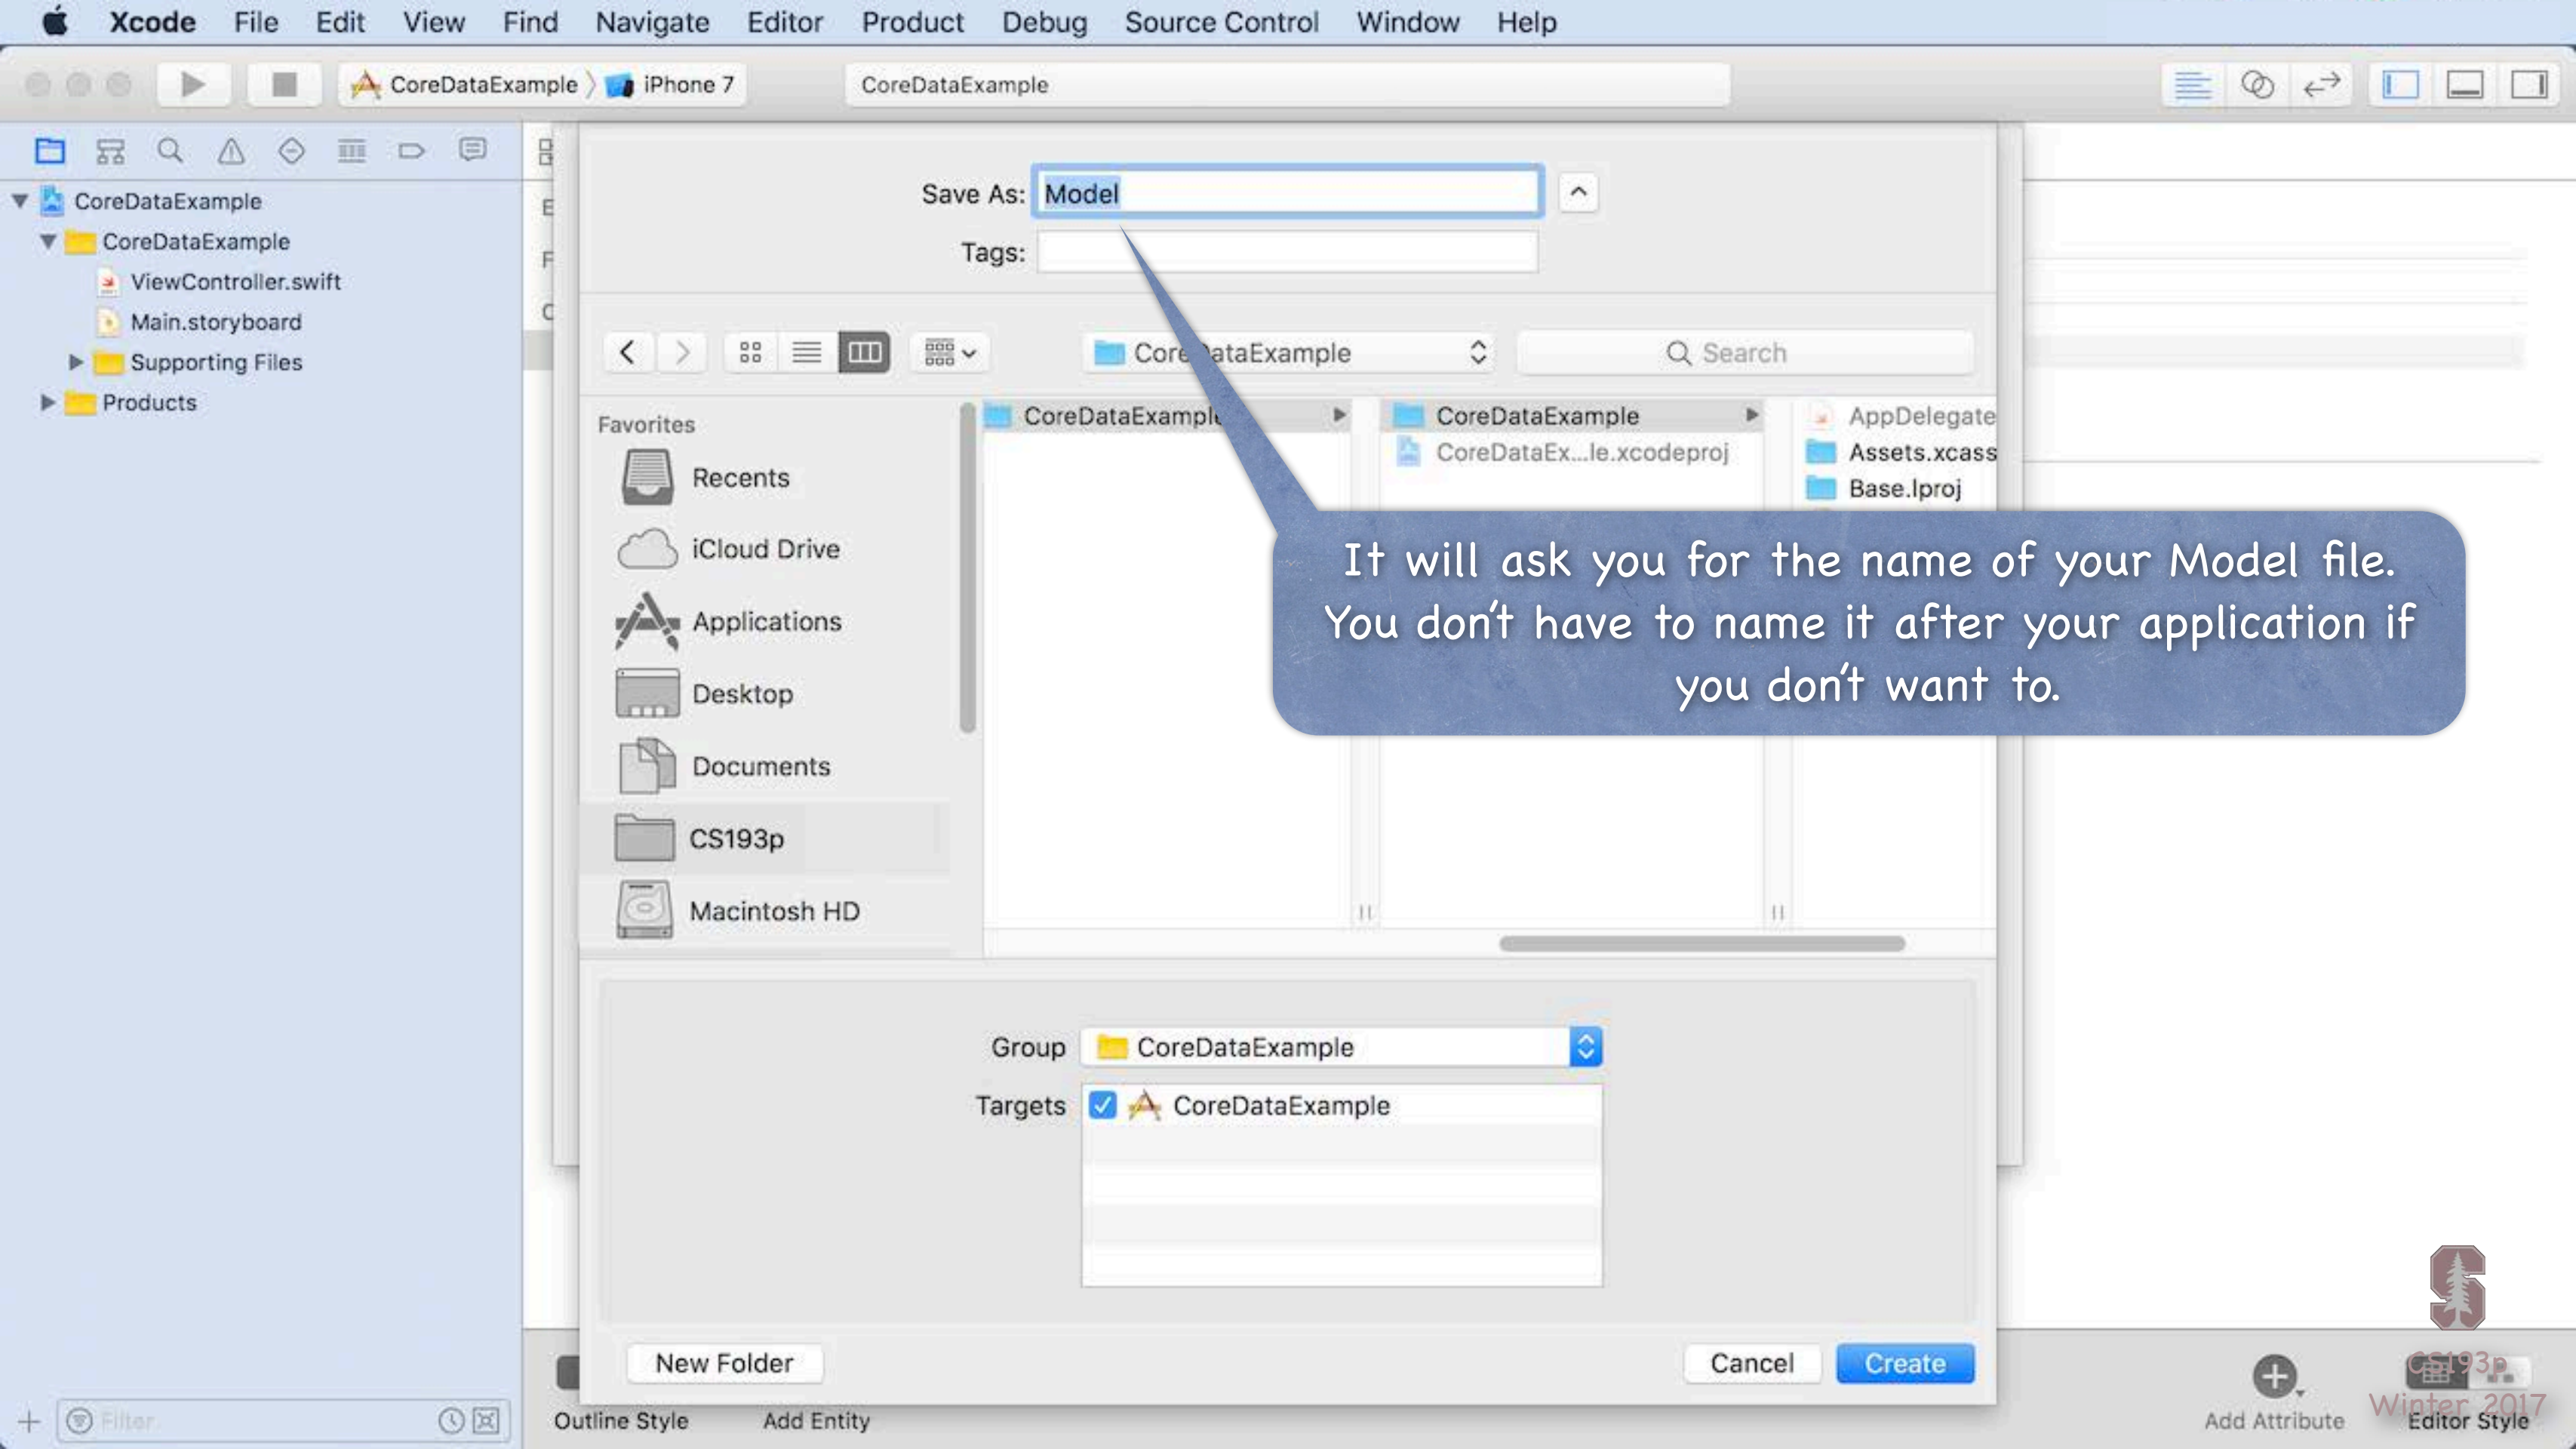 Xcode File Edit View Find Navigate Editor Product Debug Source Control Window Help
CoreDataExample iPhone 7 CoreDataExample
CoreDataExample
CoreDataExample
ViewController.swift
Main.storyboard
Supporting Files
Products
Filter
Save As: Model
Tags:
CoreDataExample
Search
Favorites
Recents
iCloud Drive
Applications
Desktop
Documents
CS193p
Macintosh HD
CoreDataExample
CoreDataExample
CoreDataEx...le.xcodeproj
AppDelegate
Assets.xcass
Base.lproj
It will ask you for the name of your Model file.
You don't have to name it after your application if
you don't want to.
Group CoreDataExample
Targets CoreDataExample
New Folder Cancel Create
Outline Style Add Entity Add Attribute Editor Style
CS193p
Winter 2017